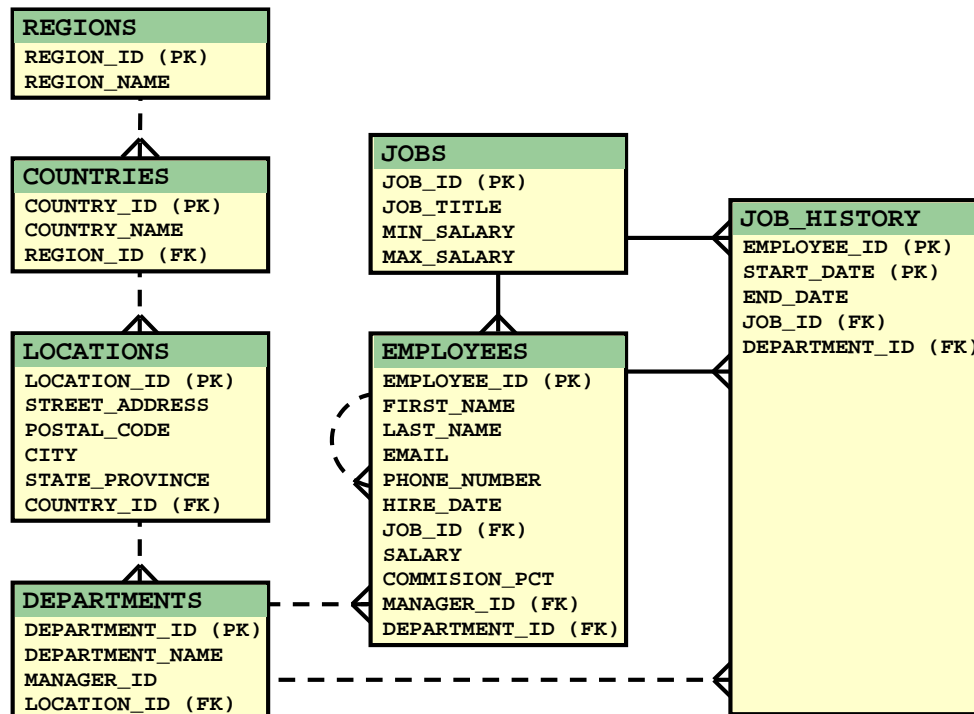 REGIONS
REGION_ID (PK)
REGION_NAME
COUNTRIES
COUNTRY_ID (PK)
COUNTRY_NAME
REGION_ID (FK)
LOCATIONS
LOCATION_ID (PK)
STREET_ADDRESS
POSTAL_CODE
CITY
STATE_PROVINCE
COUNTRY_ID (FK)
DEPARTMENTS
DEPARTMENT_ID (PK)
DEPARTMENT_NAME
MANAGER_ID
LOCATION_ID (FK)
JOBS
JOB_ID (PK)
JOB_TITLE
MIN_SALARY
MAX_SALARY
EMPLOYEES
EMPLOYEE_ID (PK)
FIRST_NAME
LAST_NAME
EMAIL
PHONE_NUMBER
HIRE_DATE
JOB_ID (FK)
SALARY
COMMISION_PCT
MANAGER_ID (FK)
DEPARTMENT_ID (FK)
JOB_HISTORY
EMPLOYEE_ID (PK)
START_DATE (PK)
END_DATE
JOB_ID (FK)
DEPARTMENT_ID (FK)